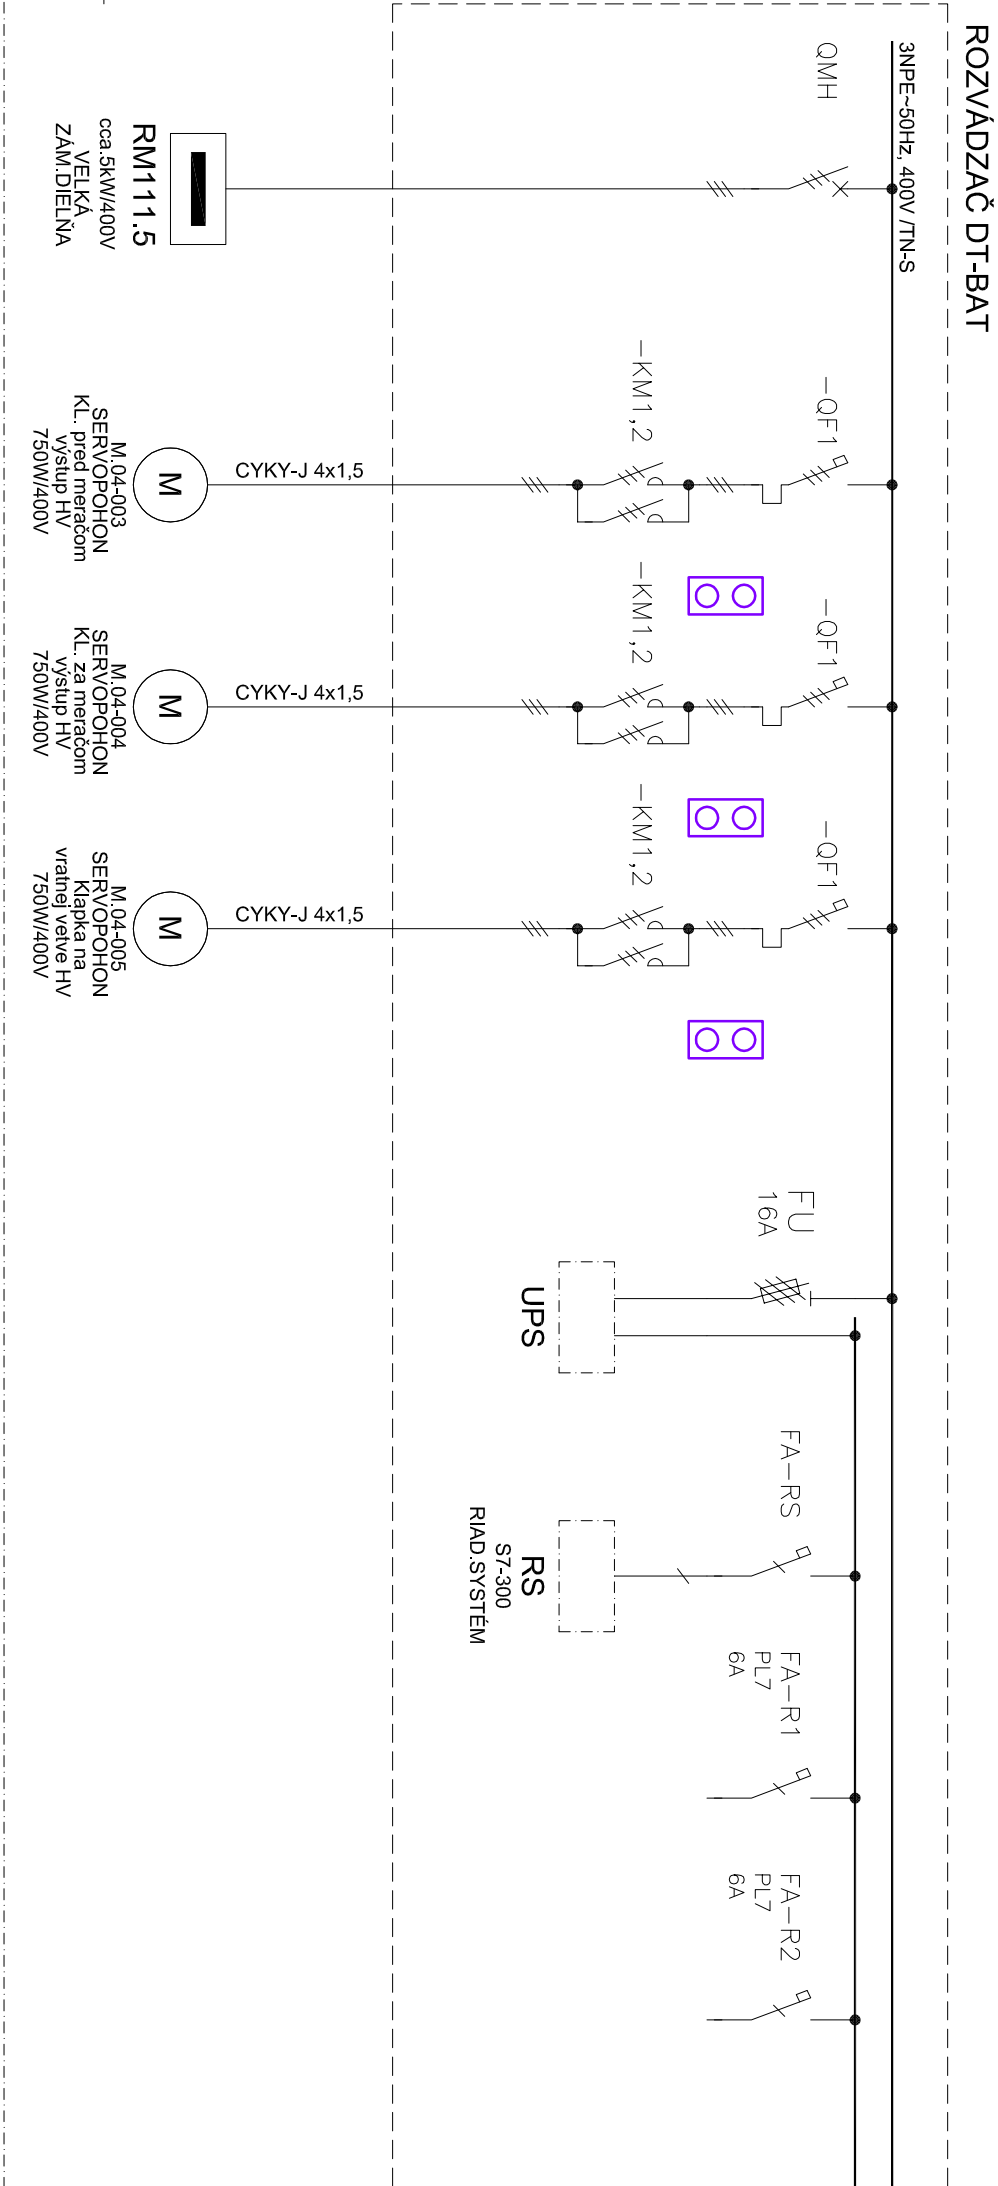 ROZVÁDZAČ DT-BAT
3NPE~50Hz, 400V /TN-S
QMH
RM111.5
cca.5kW/400V
VELKÁ
ZÁM.DIELŇA
-QF1
-KM1,2
CYKY-J 4x1,5
M
M.04-003
SERVOPOHON
KL. pred meračom
výstup HV
750W/400V
-QF1
-KM1,2
CYKY-J 4x1,5
M
M.04-004
SERVOPOHON
KL. za meračom
výstup HV
750W/400V
-QF1
-KM1,2
CYKY-J 4x1,5
M
M.04-005
SERVOPOHON
Klapka na
vratnej vetve HV
750W/400V
FU
16A
UPS
FA-RS
RS
S7-300
RIAD.SYSTÉM
FA-R1
PL7
6A
FA-R2
PL7
6A